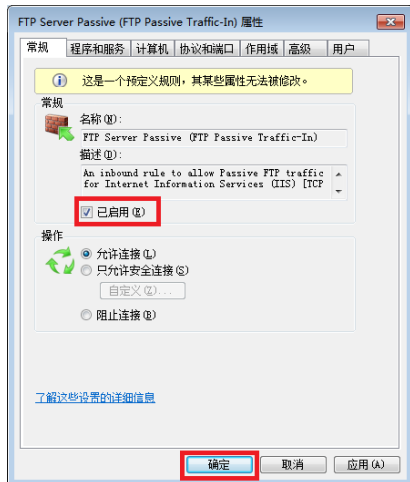 FTP Server Passive (FTP Passive Traffic-In) 属性
常规 程序和服务 计算机 协议和端口 作用域 高级 用户
这是一个预定义规则，其某些属性无法被修改。
常规
名称(N):
FTP Server Passive (FTP Passive Traffic-In)
描述(D):
An inbound rule to allow Passive FTP traffic
for Internet Information Services (IIS) [TCP
已启用(E)
操作
允许连接(L)
只允许安全连接(S)
自定义(Z)...
阻止连接(B)
了解这些设置的详细信息
确定 取消 应用(A)